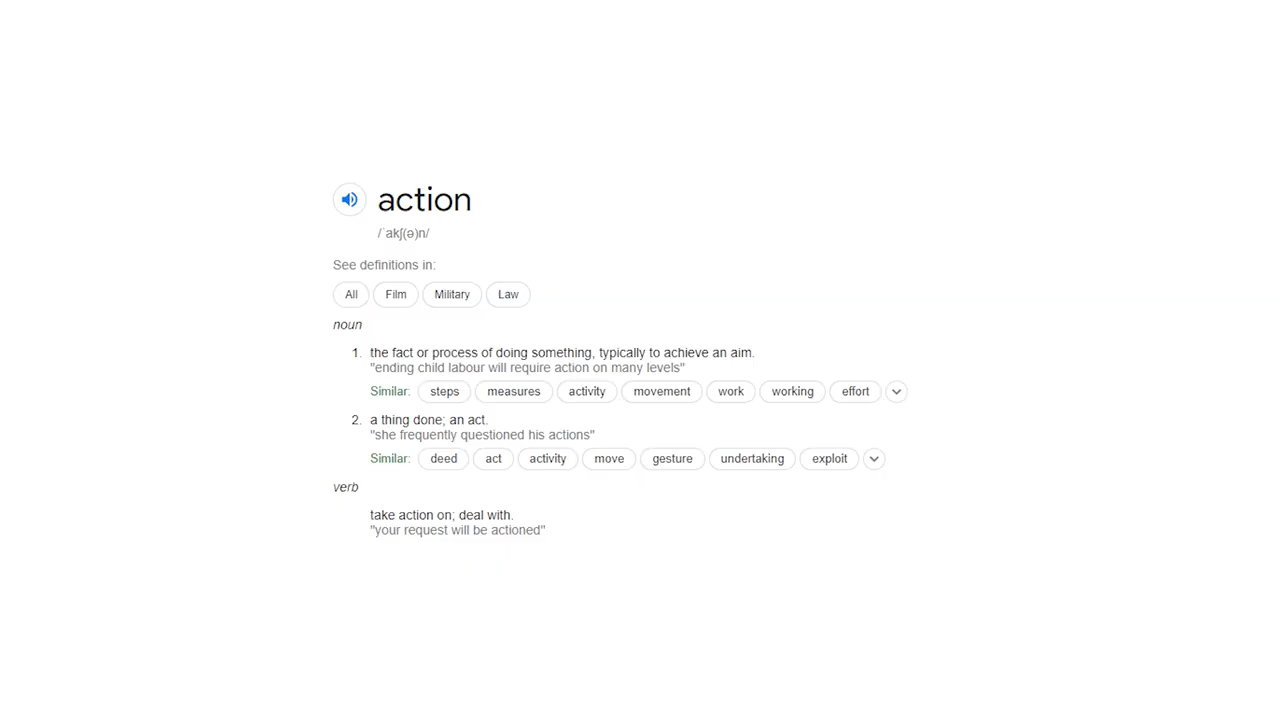 action
/ˈakʃ(ə)n/
See definitions in:
All Film Military Law
noun
1. the fact or process of doing something, typically to achieve an aim.
"ending child labour will require action on many levels"
Similar: steps measures activity movement work working effort
2. a thing done; an act.
"she frequently questioned his actions"
Similar: deed act activity move gesture undertaking exploit
verb
take action on; deal with.
"your request will be actioned"